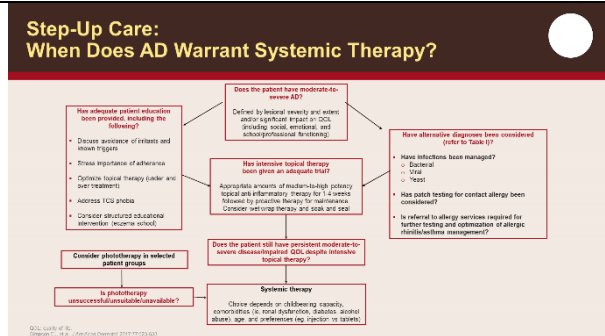 Step-Up Care:
When Does AD Warrant Systemic Therapy?
Does the patient have moderate-to-
severe AD?
Defined by lesional severity and extent
and/or significant impact on QOL
(including social, emotional, and
school/professional functioning)
Has adequate patient education
been provided, including the
following?
• Discuss avoidance of irritants and
known triggers
• Stress importance of adherence
• Optimize topical therapy (under and
over treatment)
• Address TCS phobia
• Consider structured educational
intervention (eczema school)
Have alternative diagnoses been considered
(refer to Table I)?
• Have infections been managed?
o Bacterial
o Viral
o Yeast
• Has patch testing for contact allergy been
considered?
• Is referral to allergy services required for
further testing and optimization of allergic
rhinitis/asthma management?
Has intensive topical therapy
been given an adequate trial?
Appropriate amounts of medium-to-high potency
topical anti inflammatory therapy for 1-4 weeks
followed by proactive therapy for maintenance
Consider wet wrap therapy and soak and seal
Does the patient still have persistent moderate-to-
severe disease/impaired QOL despite intensive
topical therapy?
Consider phototherapy in selected
patient groups
Is phototherapy
unsuccessful/unsuitable/unavailable?
Systemic therapy
Choice depends on childbearing capacity,
comorbidities (ie, renal dysfunction, diabetes, alcohol
abuse), age, and preferences (eg, injection vs tablets)
QOL, quality of life.